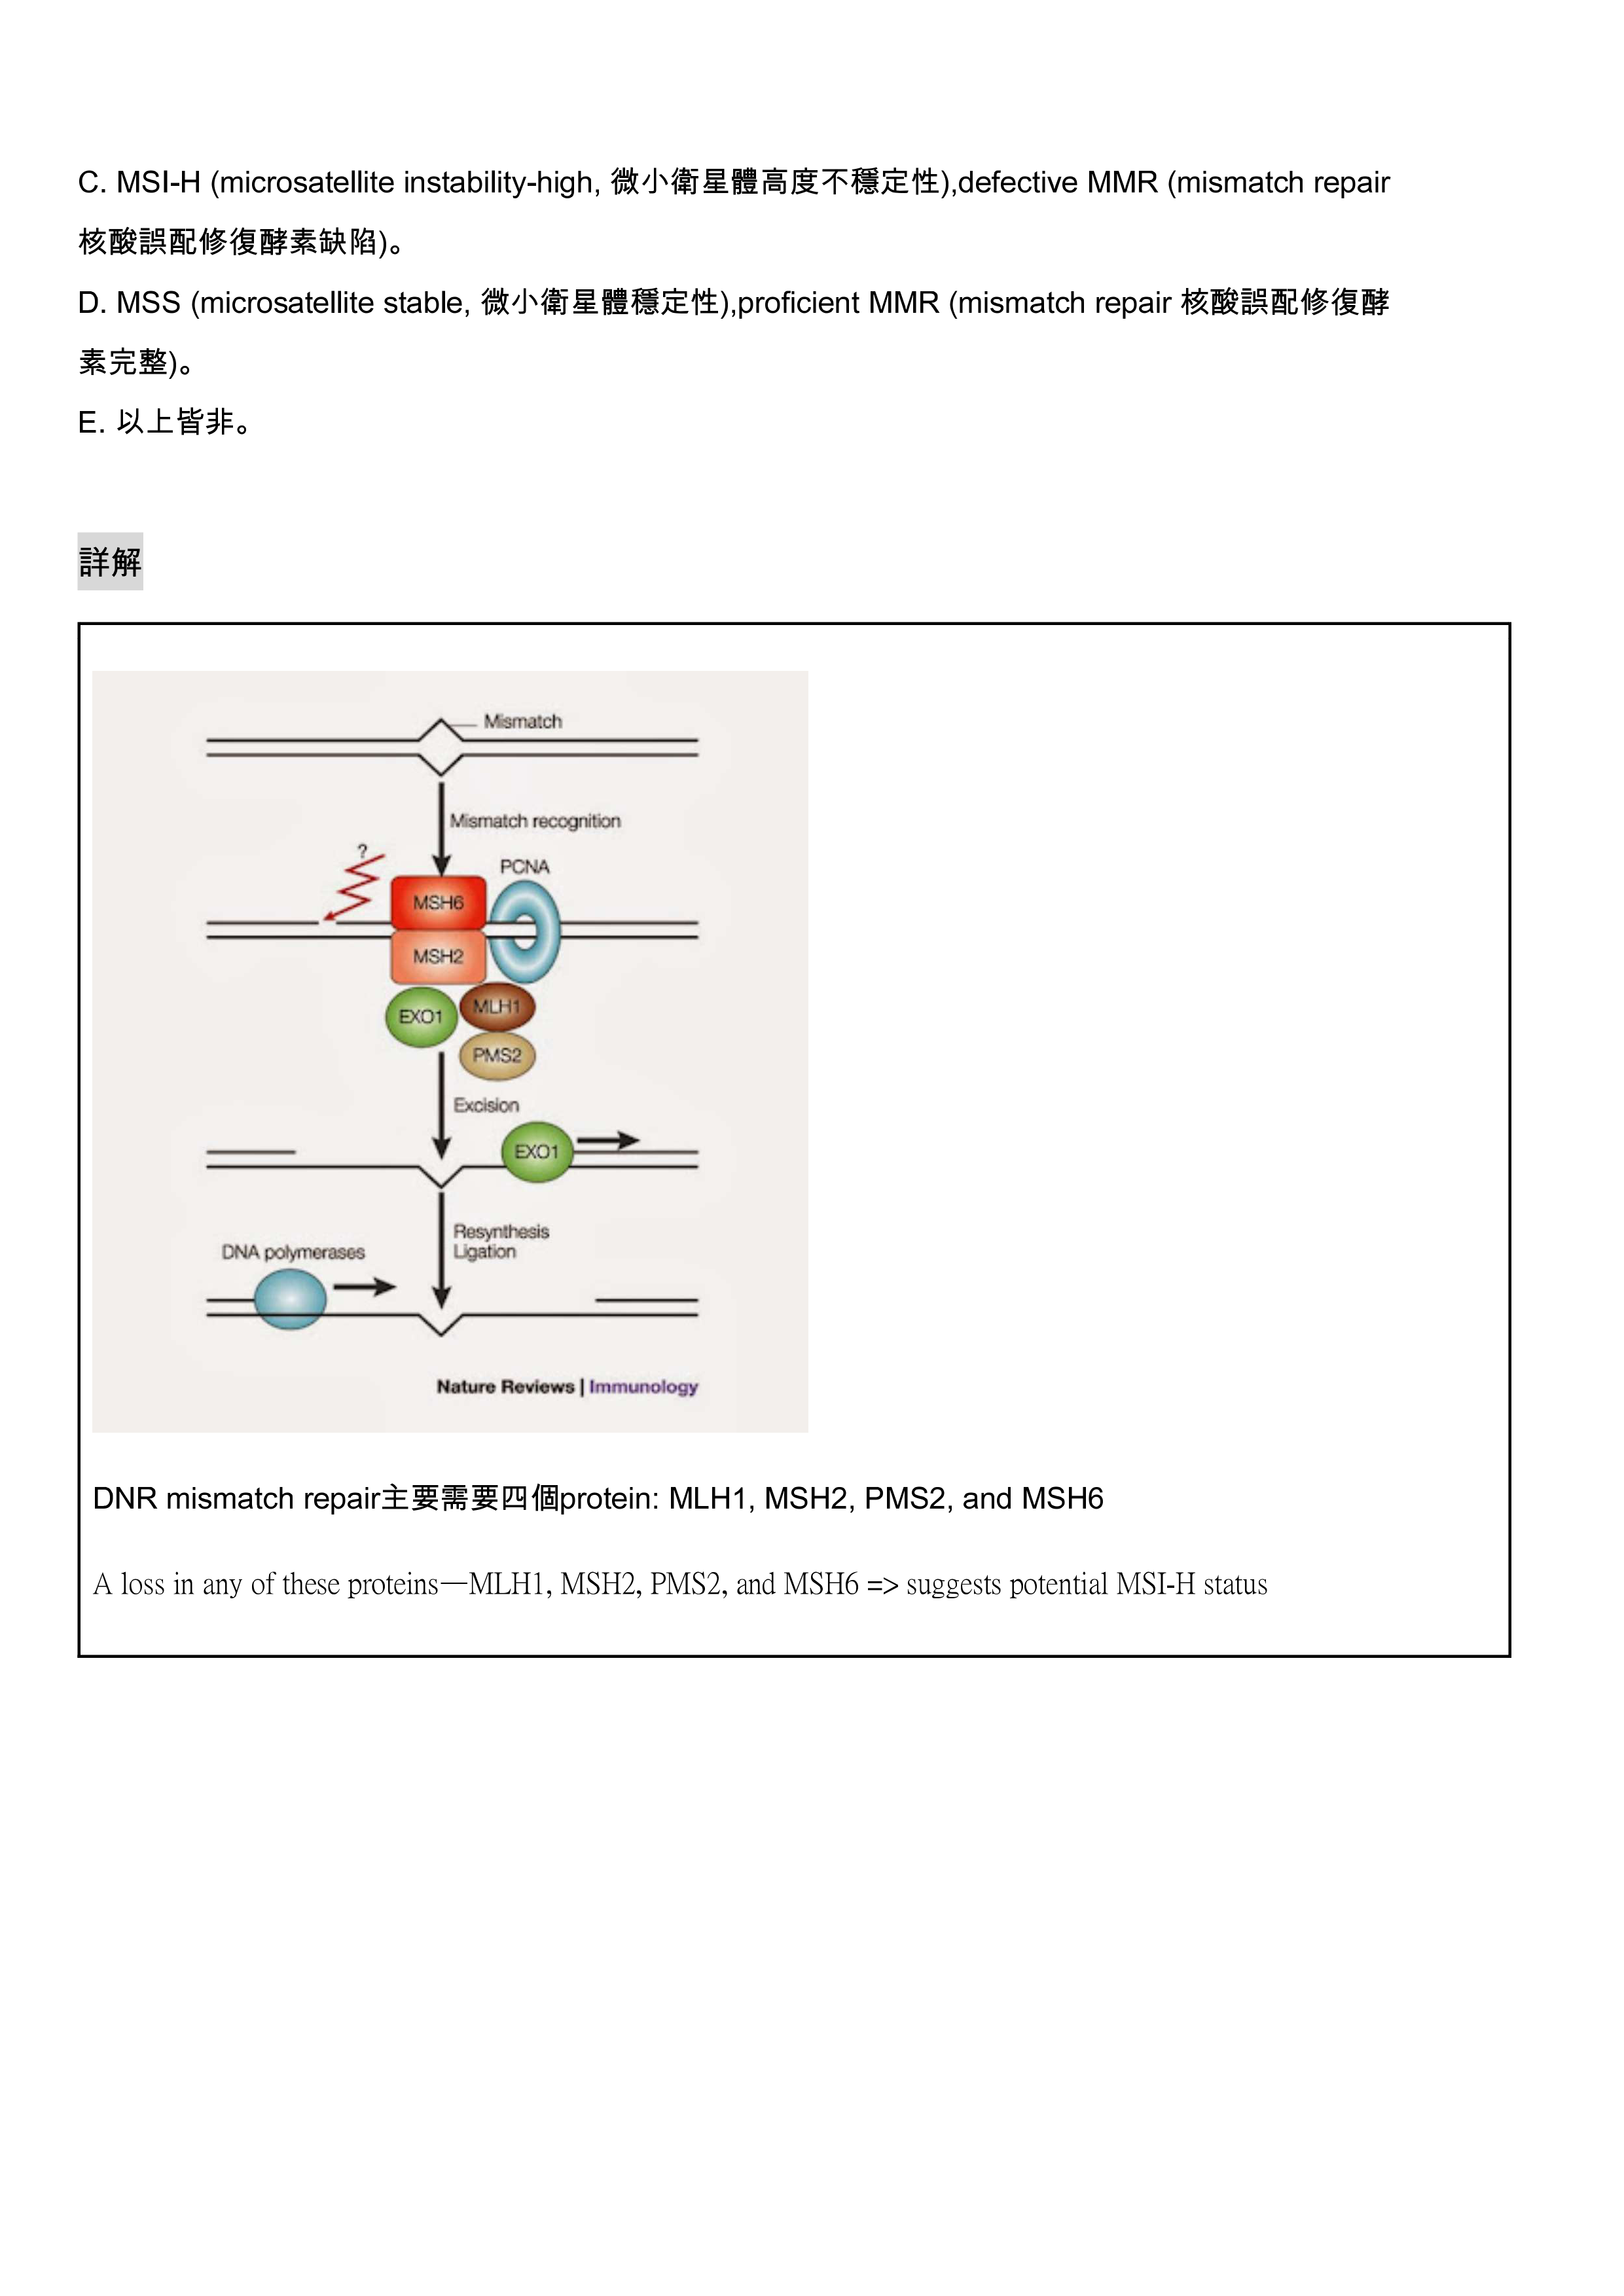 C. MSI-H (microsatellite instability-high, 微小衛星體高度不穩定性),defective MMR (mismatch repair
核酸誤配修復酵素缺陷)。
D. MSS (microsatellite stable, 微小衛星體穩定性),proficient MMR (mismatch repair 核酸誤配修復酵
素完整)。
E. 以上皆非。
詳解
Mismatch
Mismatch recognition
?
PCNA
MSH6
MSH2
EXO1
MLH1
PMS2
Excision
EXO1
Resynthesis
Ligation
DNA polymerases
Nature Reviews | Immunology
DNR mismatch repair主要需要四個protein: MLH1, MSH2, PMS2, and MSH6
A loss in any of these proteins—MLH1, MSH2, PMS2, and MSH6 => suggests potential MSI-H status